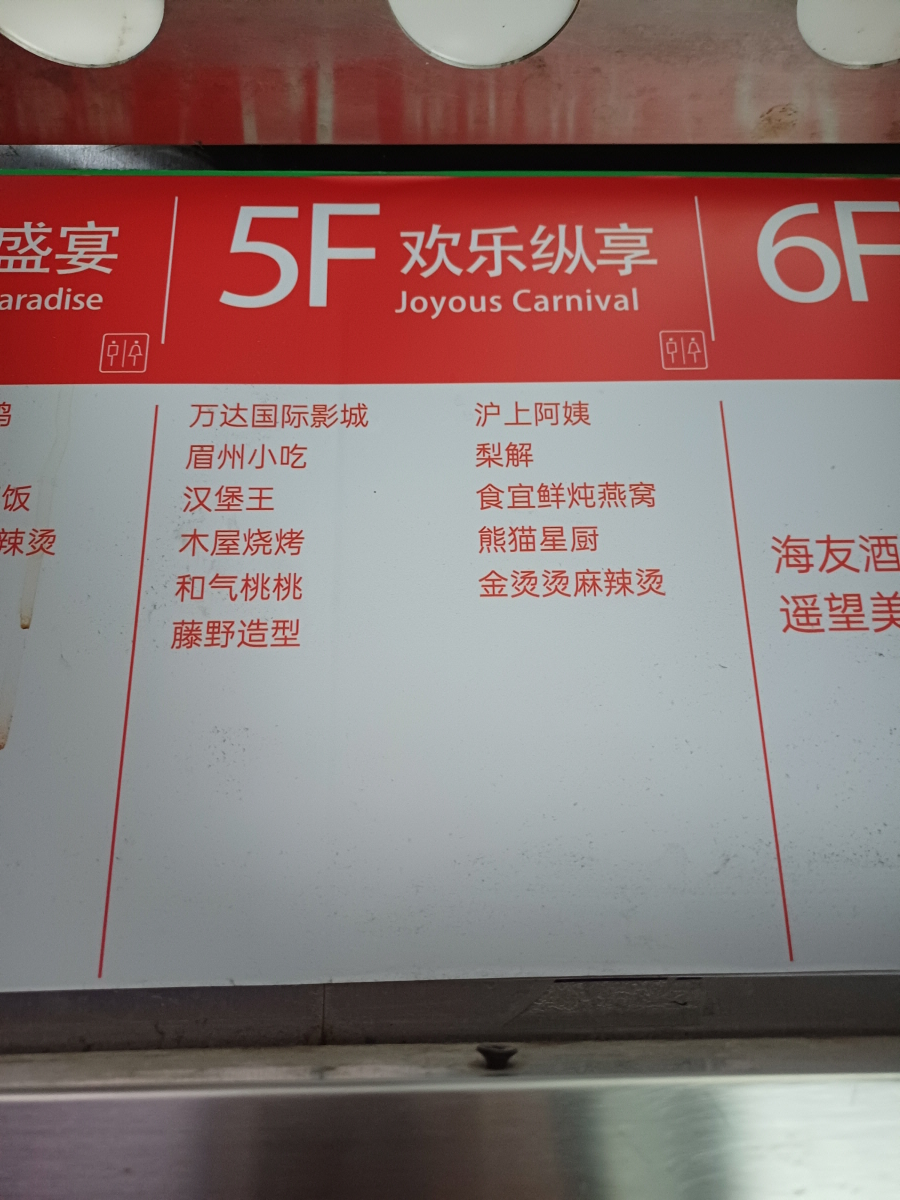 盛宴
aradise
饭
辣烫
5F 欢乐纵享
Joyous Carnival
万达国际影城
眉州小吃
汉堡王
木屋烧烤
和气桃桃
藤野造型
沪上阿姨
梨解
食宜鲜炖燕窝
熊猫星厨
金烫烫麻辣烫
6F
海友酒
遥望美